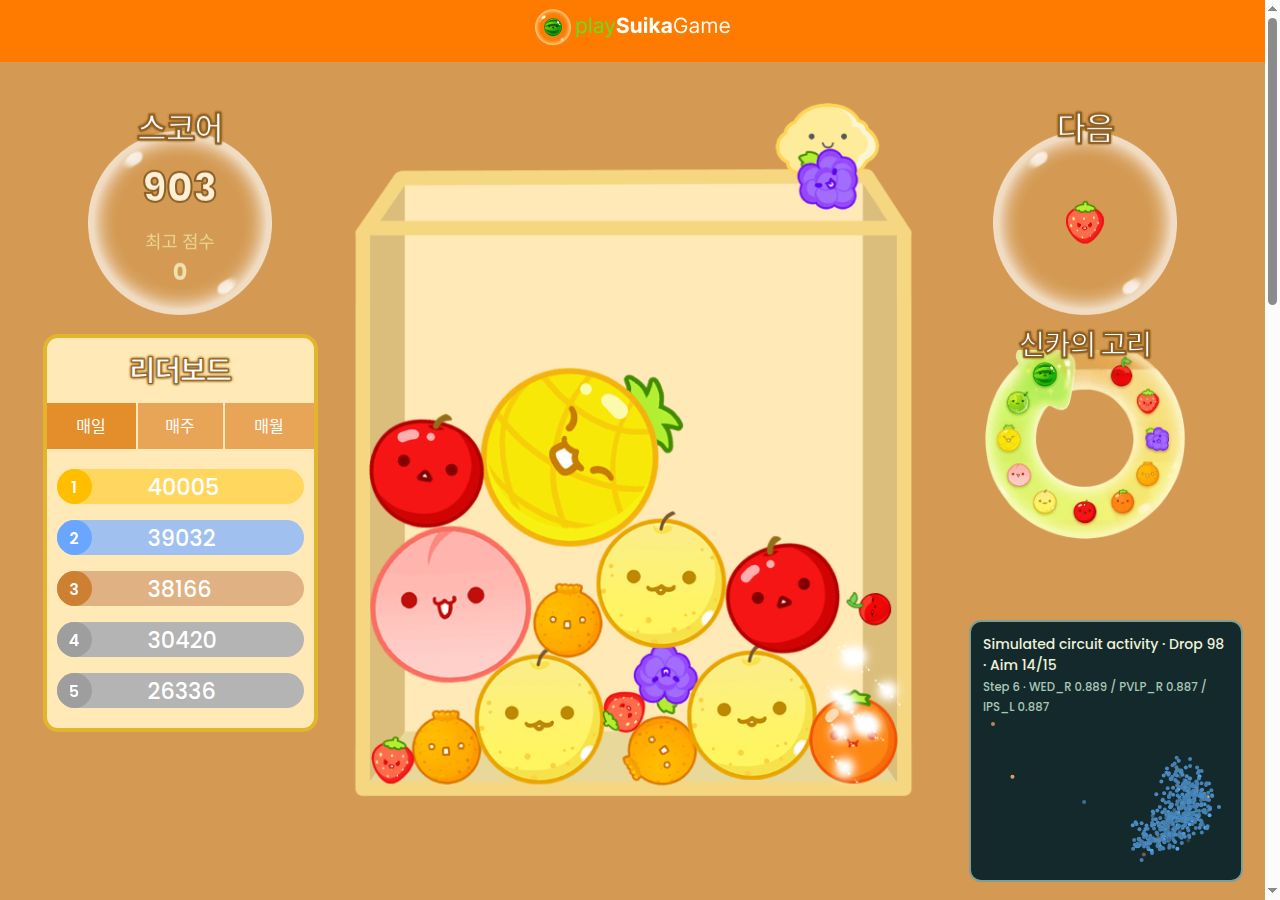 playSuikaGame
스코어
903
최고 점수
0
리더보드
매일 매주 매월
1 40005
2 39032
3 38166
4 30420
5 26336
다음
신카의 고리
Simulated circuit activity · Drop 98
· Aim 14/15
Step 6 · WED_R 0.889 / PVLP_R 0.887 /
IPS_L 0.887